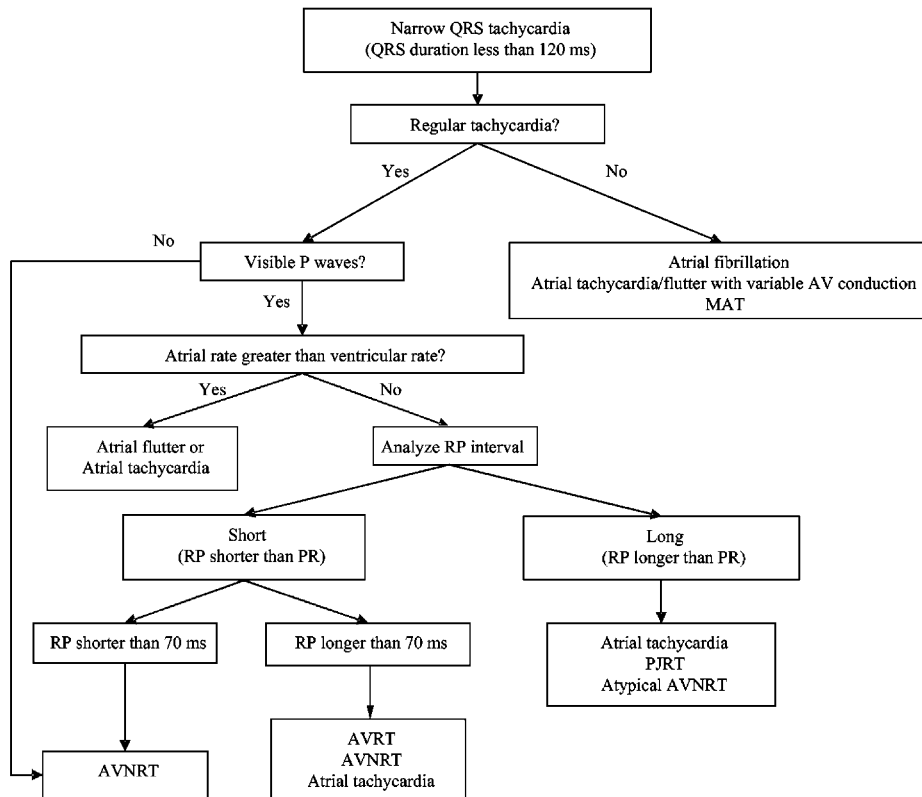 Narrow QRS tachycardia
(QRS duration less than 120 ms)
Regular tachycardia?
Yes
No
No
Visible P waves?
Atrial fibrillation
Atrial tachycardia/flutter with variable AV conduction
MAT
Yes
Atrial rate greater than ventricular rate?
Yes
No
Atrial flutter or
Atrial tachycardia
Analyze RP interval
Short
(RP shorter than PR)
Long
(RP longer than PR)
RP shorter than 70 ms
RP longer than 70 ms
Atrial tachycardia
PJRT
Atypical AVNRT
AVNRT
AVRT
AVNRT
Atrial tachycardia